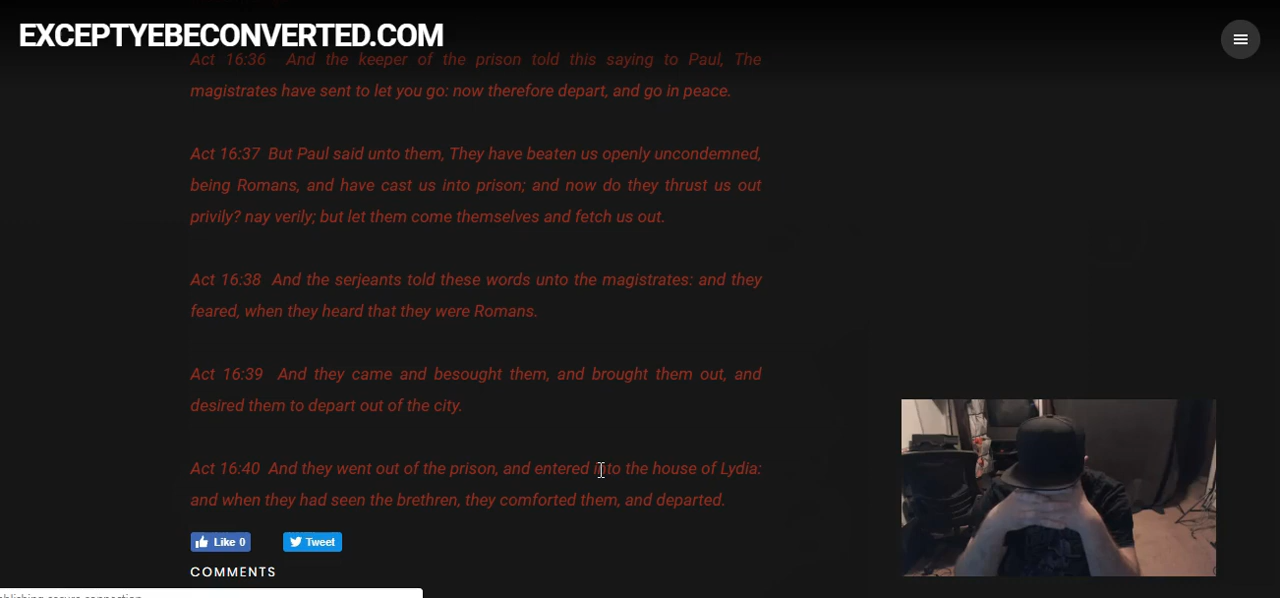 EXCEPTYEBECONVERTED.COM
Act 16:36 And the keeper of the prison told this saying to Paul, The
magistrates have sent to let you go: now therefore depart, and go in peace.
Act 16:37 But Paul said unto them, They have beaten us openly uncondemned,
being Romans, and have cast us into prison; and now do they thrust us out
privily? nay verily; but let them come themselves and fetch us out.
Act 16:38 And the serjeants told these words unto the magistrates: and they
feared, when they heard that they were Romans.
Act 16:39 And they came and besought them, and brought them out, and
desired them to depart out of the city.
Act 16:40 And they went out of the prison, and entered into the house of Lydia:
and when they had seen the brethren, they comforted them, and departed.
Like 0 Tweet
COMMENTS